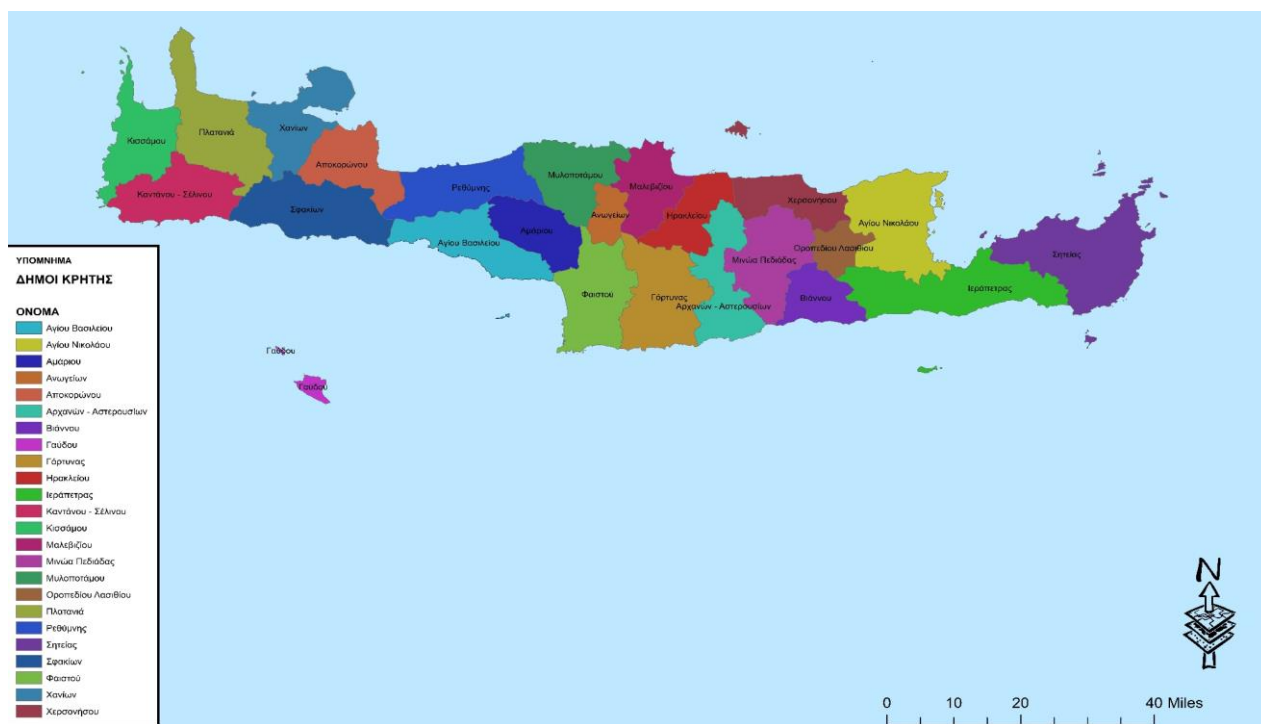 Κισσάμου
Πλατανιά
Χανίων
Αποκορώνου
Καντάνου - Σέλινου
Σφακίων
Ρεθύμνης
Μυλοποτάμου
Μαλεβιζίου
Ανωγείων
Ηρακλείου
Χερσονήσου
Αγίου Νικολάου
Αγίου Βασιλείου
Αμάριου
Οροπεδίου Λασιθίου
Μινώα Πεδιάδας
Σητείας
Φαιστού
Γόρτυνας
Αρχανών - Αστερουσίων
Βιάννου
Ιεράπετρας
Γαύδου
Γαύδου
ΥΠΟΜΝΗΜΑ
ΔΗΜΟΙ ΚΡΗΤΗΣ
ΟΝΟΜΑ
Αγίου Βασιλείου
Αγίου Νικολάου
Αμάριου
Ανωγείων
Αποκορώνου
Αρχανών - Αστερουσίων
Βιάννου
Γαύδου
Γόρτυνας
Ηρακλείου
Ιεράπετρας
Καντάνου - Σέλινου
Κισσάμου
Μαλεβιζίου
Μινώα Πεδιάδας
Μυλοποτάμου
Οροπεδίου Λασιθίου
Πλατανιά
Ρεθύμνης
Σητείας
Σφακίων
Φαιστού
Χανίων
Χερσονήσου
N
0 10 20 40 Miles